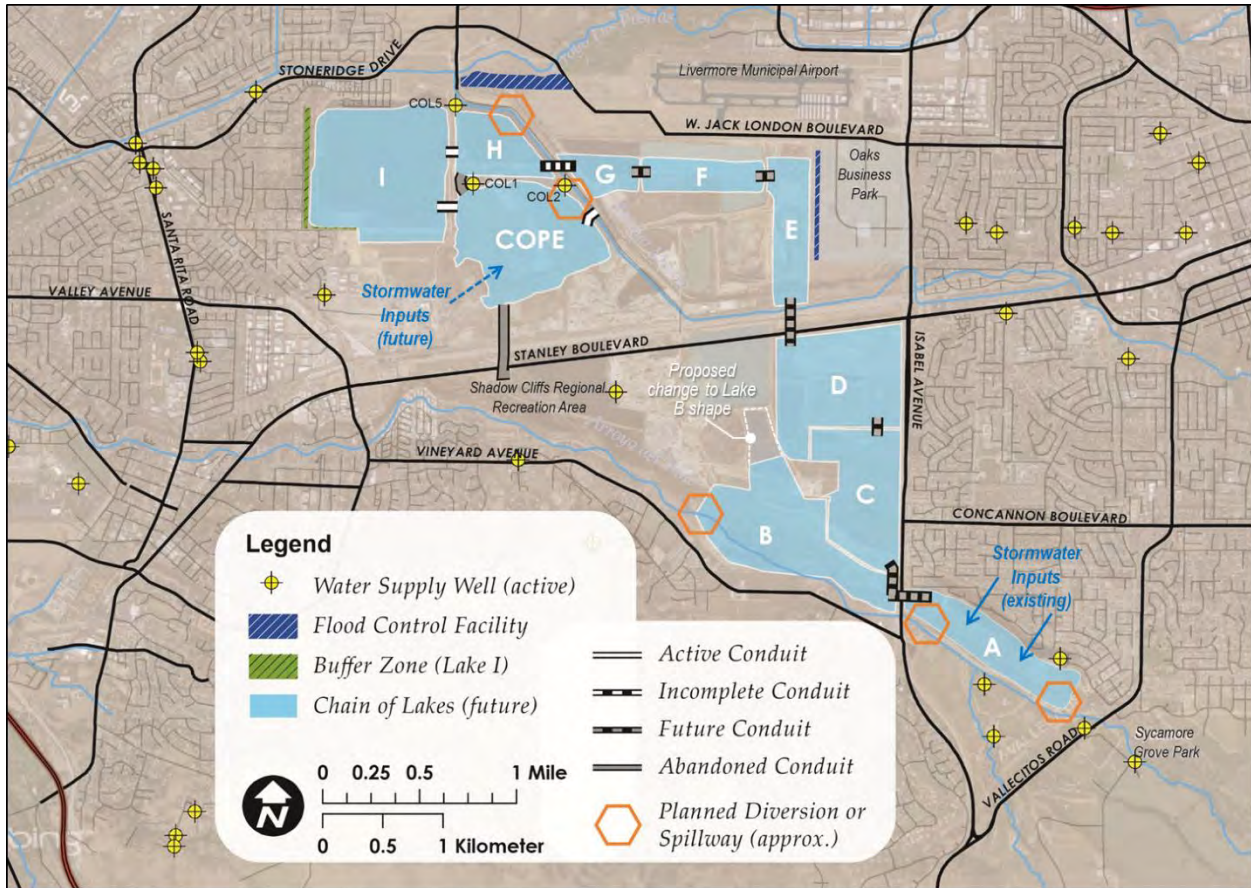 STONERIDGE DRIVE
Livermore Municipal Airport
COL5
W. JACK LONDON BOULEVARD
H
G
F
Oaks
Business
Park
I
COL1
COL2
E
SANTA RITA ROAD
COPE
VALLEY AVENUE
Stormwater
Inputs
(future)
STANLEY BOULEVARD
ISABEL AVENUE
Shadow Cliffs Regional
Recreation Area
Proposed
change to Lake
B shape
D
VINEYARD AVENUE
C
B
CONCANNON BOULEVARD
Stormwater
Inputs
(existing)
A
VALLECITOS ROAD
Sycamore
Grove Park
Legend
Water Supply Well (active)
Flood Control Facility
Buffer Zone (Lake I)
Chain of Lakes (future)
0 0.25 0.5 1 Mile
0 0.5 1 Kilometer
N
Active Conduit
Incomplete Conduit
Future Conduit
Abandoned Conduit
Planned Diversion or
Spillway (approx.)